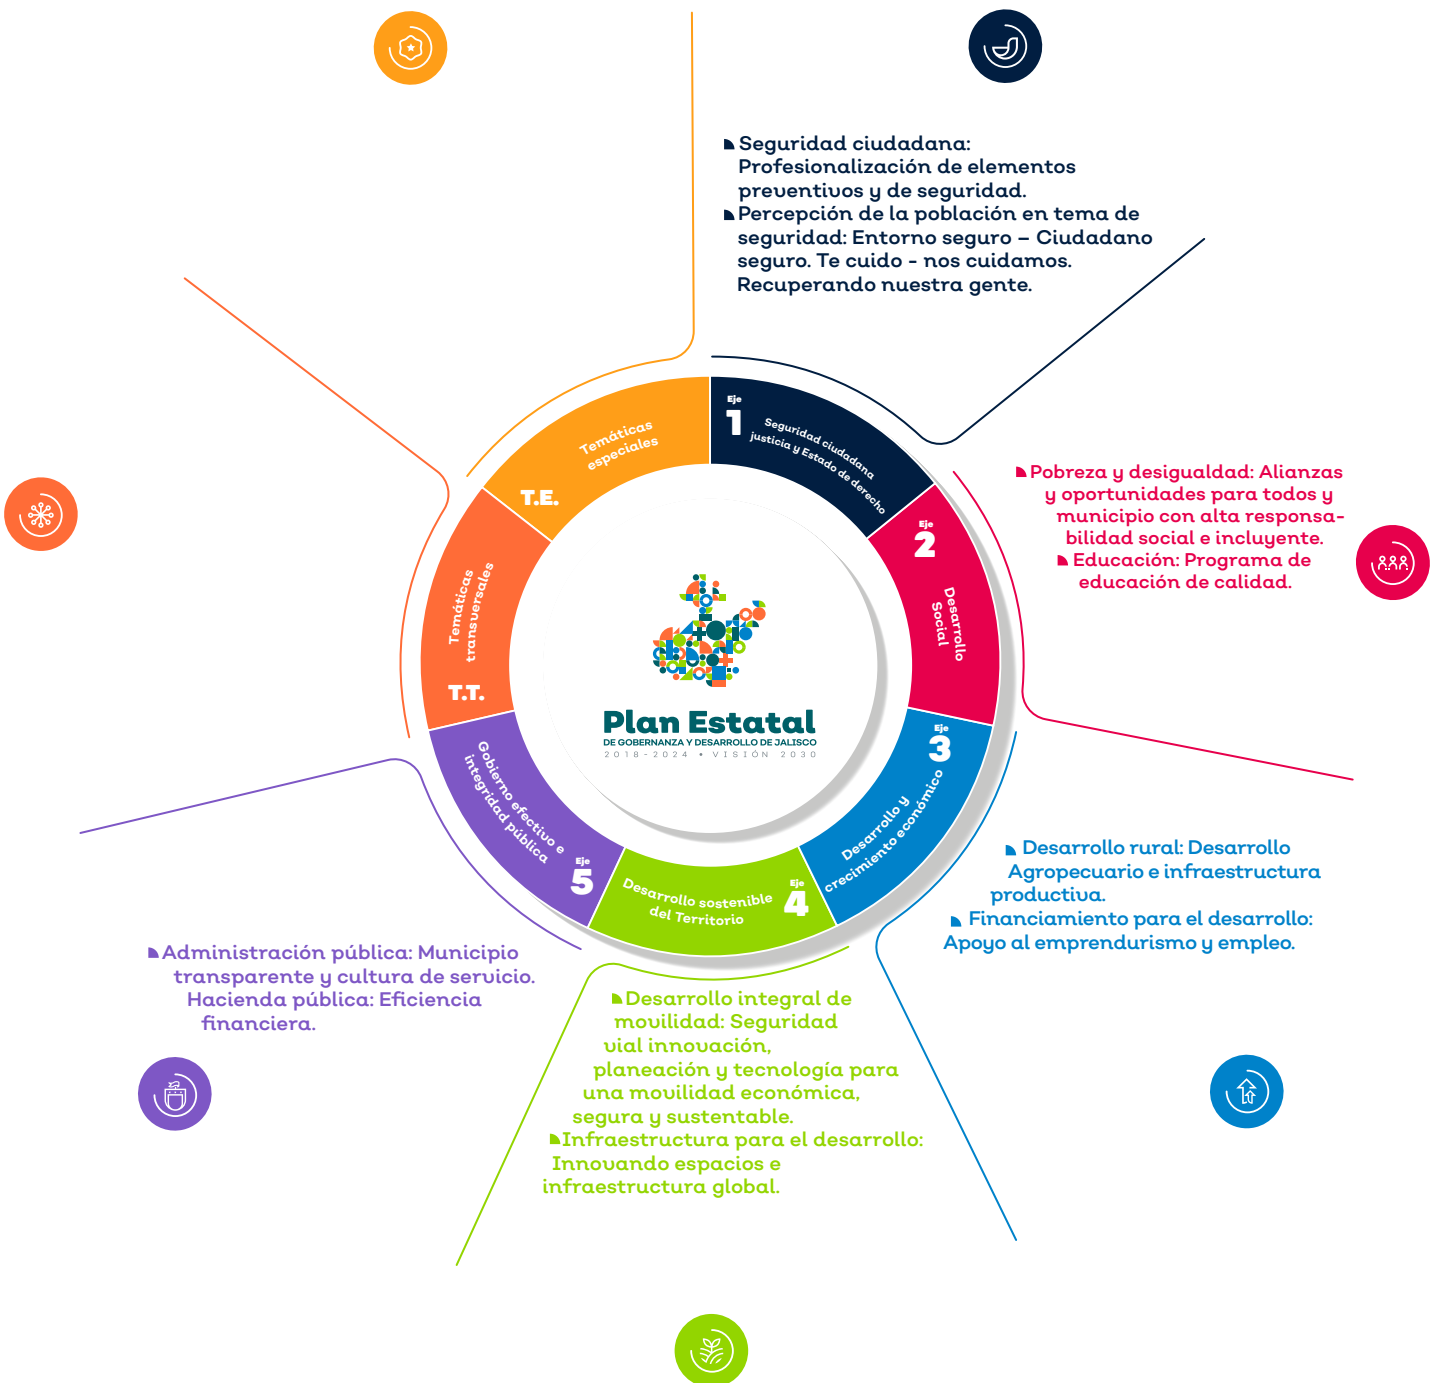 Seguridad ciudadana:
Profesionalización de elementos
preventivos y de seguridad.
Percepción de la población en tema de
seguridad: Entorno seguro – Ciudadano
seguro. Te cuido - nos cuidamos.
Recuperando nuestra gente.
Eje
1
Seguridad ciudadana
justicia y Estado de derecho
Pobreza y desigualdad: Alianzas
y oportunidades para todos y
municipio con alta responsa-
bilidad social e incluyente.
Educación: Programa de
educación de calidad.
Eje
2
Desarrollo
Social
Eje
3
Desarrollo y
crecimiento económico
Desarrollo rural: Desarrollo
Agropecuario e infraestructura
productiva.
Financiamiento para el desarrollo:
Apoyo al emprendurismo y empleo.
Eje
4
Desarrollo sostenible
del Territorio
Desarrollo integral de
movilidad: Seguridad
vial innovación,
planeación y tecnología para
una movilidad económica,
segura y sustentable.
Infraestructura para el desarrollo:
Innovando espacios e
infraestructura global.
Eje
5
Gobierno efectivo e
integridad pública
Administración pública: Municipio
transparente y cultura de servicio.
Hacienda pública: Eficiencia
financiera.
T.T.
Temáticas
transversales
T.E.
Temáticas
especiales
Plan Estatal
DE GOBERNANZA Y DESARROLLO DE JALISCO
2018-2024 • VISIÓN 2030